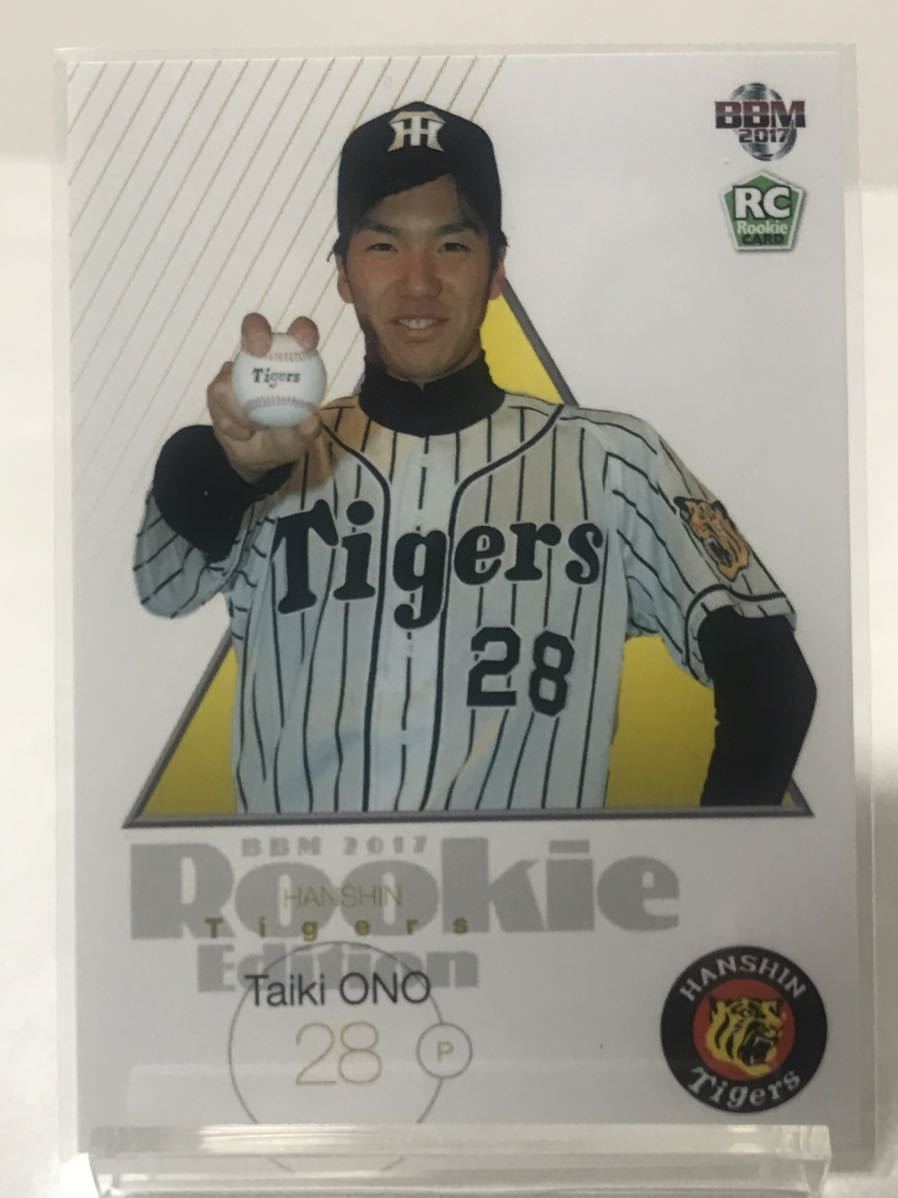 TH
BBM
2017
RC
Rookie
CARD
Tigers
Tigers
28
BBM 2017
Rookie
HANSHIN
Tigers
Edition
Taiki ONO
28
P
HANSHIN
Tigers